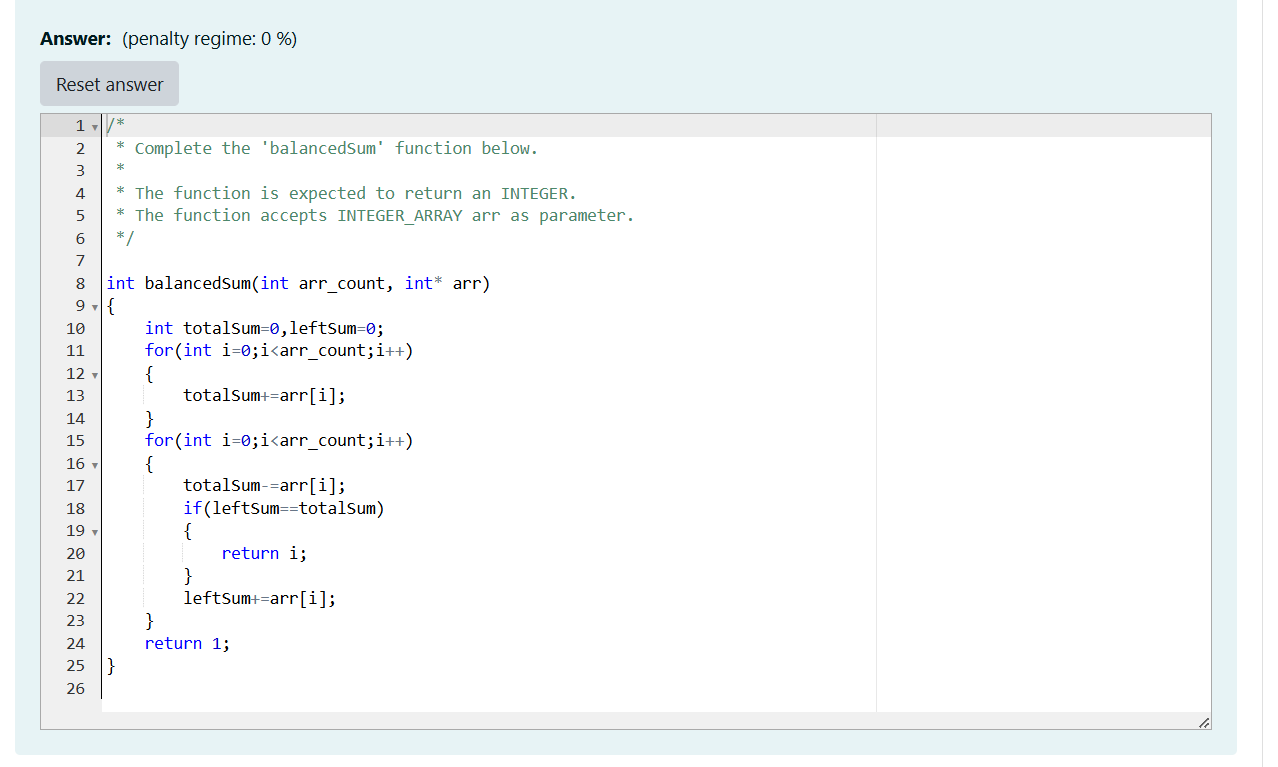 Answer: (penalty regime: 0 %)
Reset answer
1 /*
2  * Complete the 'balancedSum' function below.
3  *
4  * The function is expected to return an INTEGER.
5  * The function accepts INTEGER_ARRAY arr as parameter.
6  */
7
8 int balancedSum(int arr_count, int* arr)
9 {
10     int totalSum=0,leftSum=0;
11     for(int i=0;i<arr_count;i++)
12     {
13         totalSum+=arr[i];
14     }
15     for(int i=0;i<arr_count;i++)
16     {
17         totalSum-=arr[i];
18         if(leftSum==totalSum)
19         {
20             return i;
21         }
22         leftSum+=arr[i];
23     }
24     return 1;
25 }
26